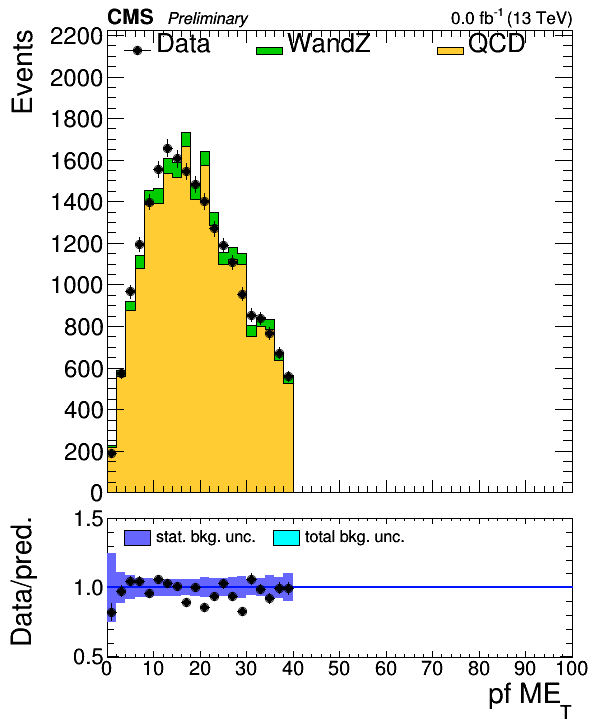 CMS Preliminary 0.0 fb⁻¹ (13 TeV)
Events
Data WandZ QCD
2200
2000
1800
1600
1400
1200
1000
800
600
400
200
0
Data/pred.
stat. bkg. unc. total bkg. unc.
1.5
1.0
0.5
0 10 20 30 40 50 60 70 80 90 100
pf ME_T